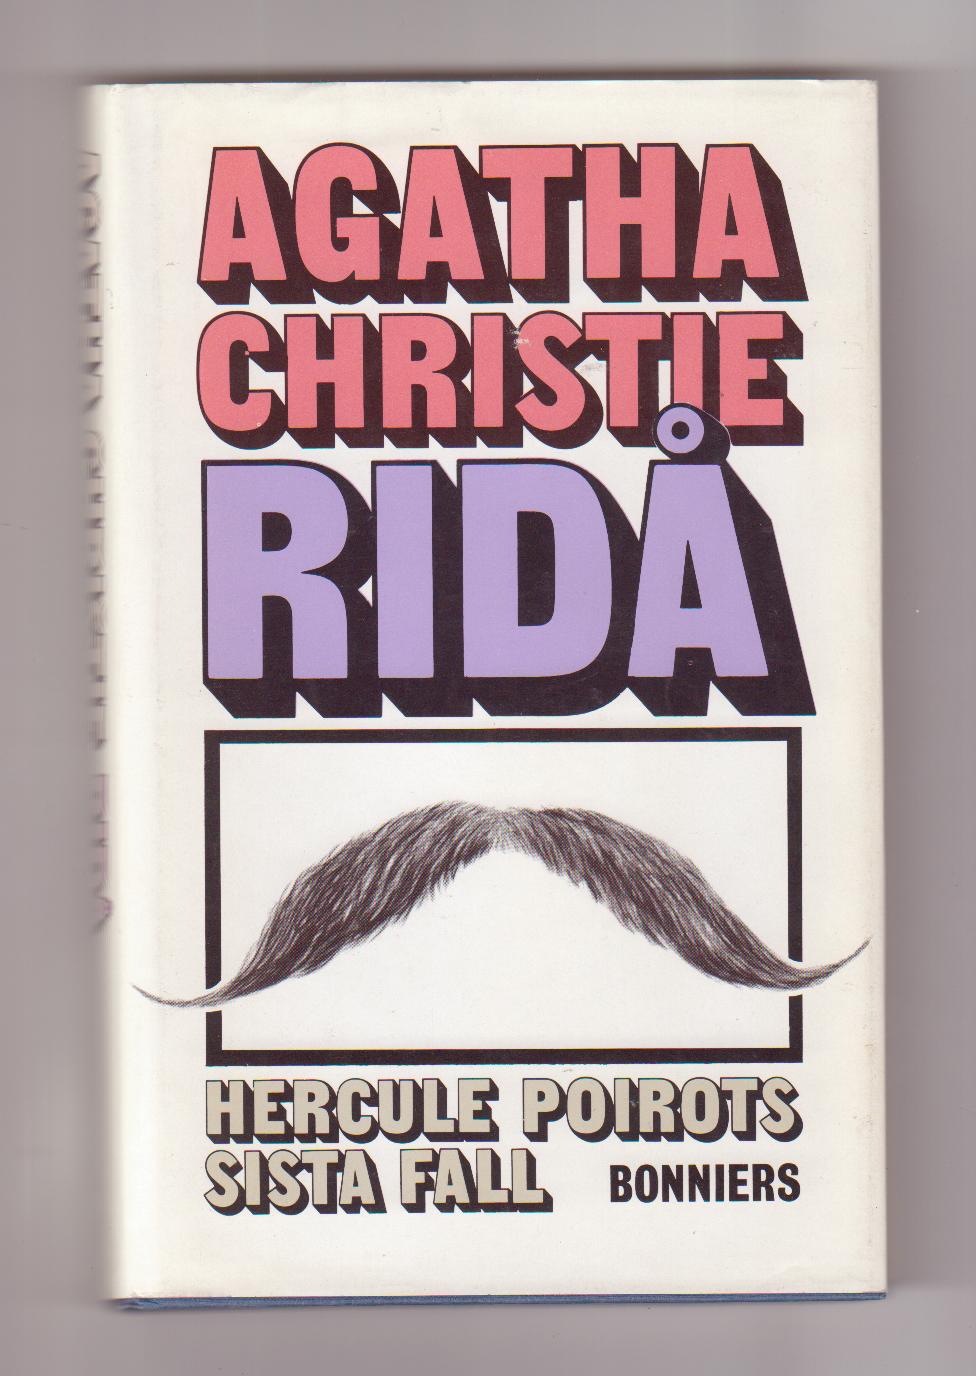 AGATHA
CHRISTIE
RIDÅ
HERCULE POIROTS
SISTA FALL BONNIERS